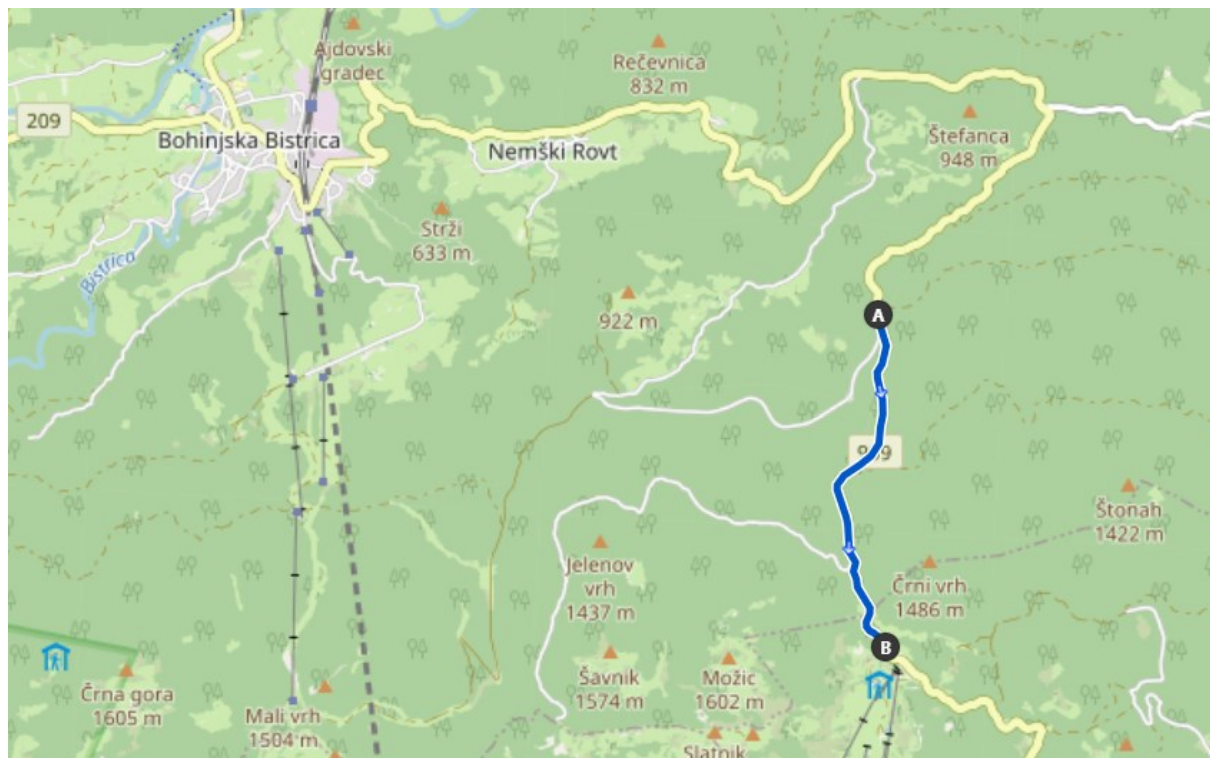 Ajdovski
gradec
Rečevnica
832 m
209
Bohinjska Bistrica
Nemški Rovt
Štefanca
948 m
Strži
633 m
Bistrica
922 m
A
Štonah
1422 m
Jelenov
vrh
1437 m
Črni vrh
1486 m
B
Črna gora
1605 m
Šavnik
1574 m
Možic
1602 m
Mali vrh
1504 m
Slatnik